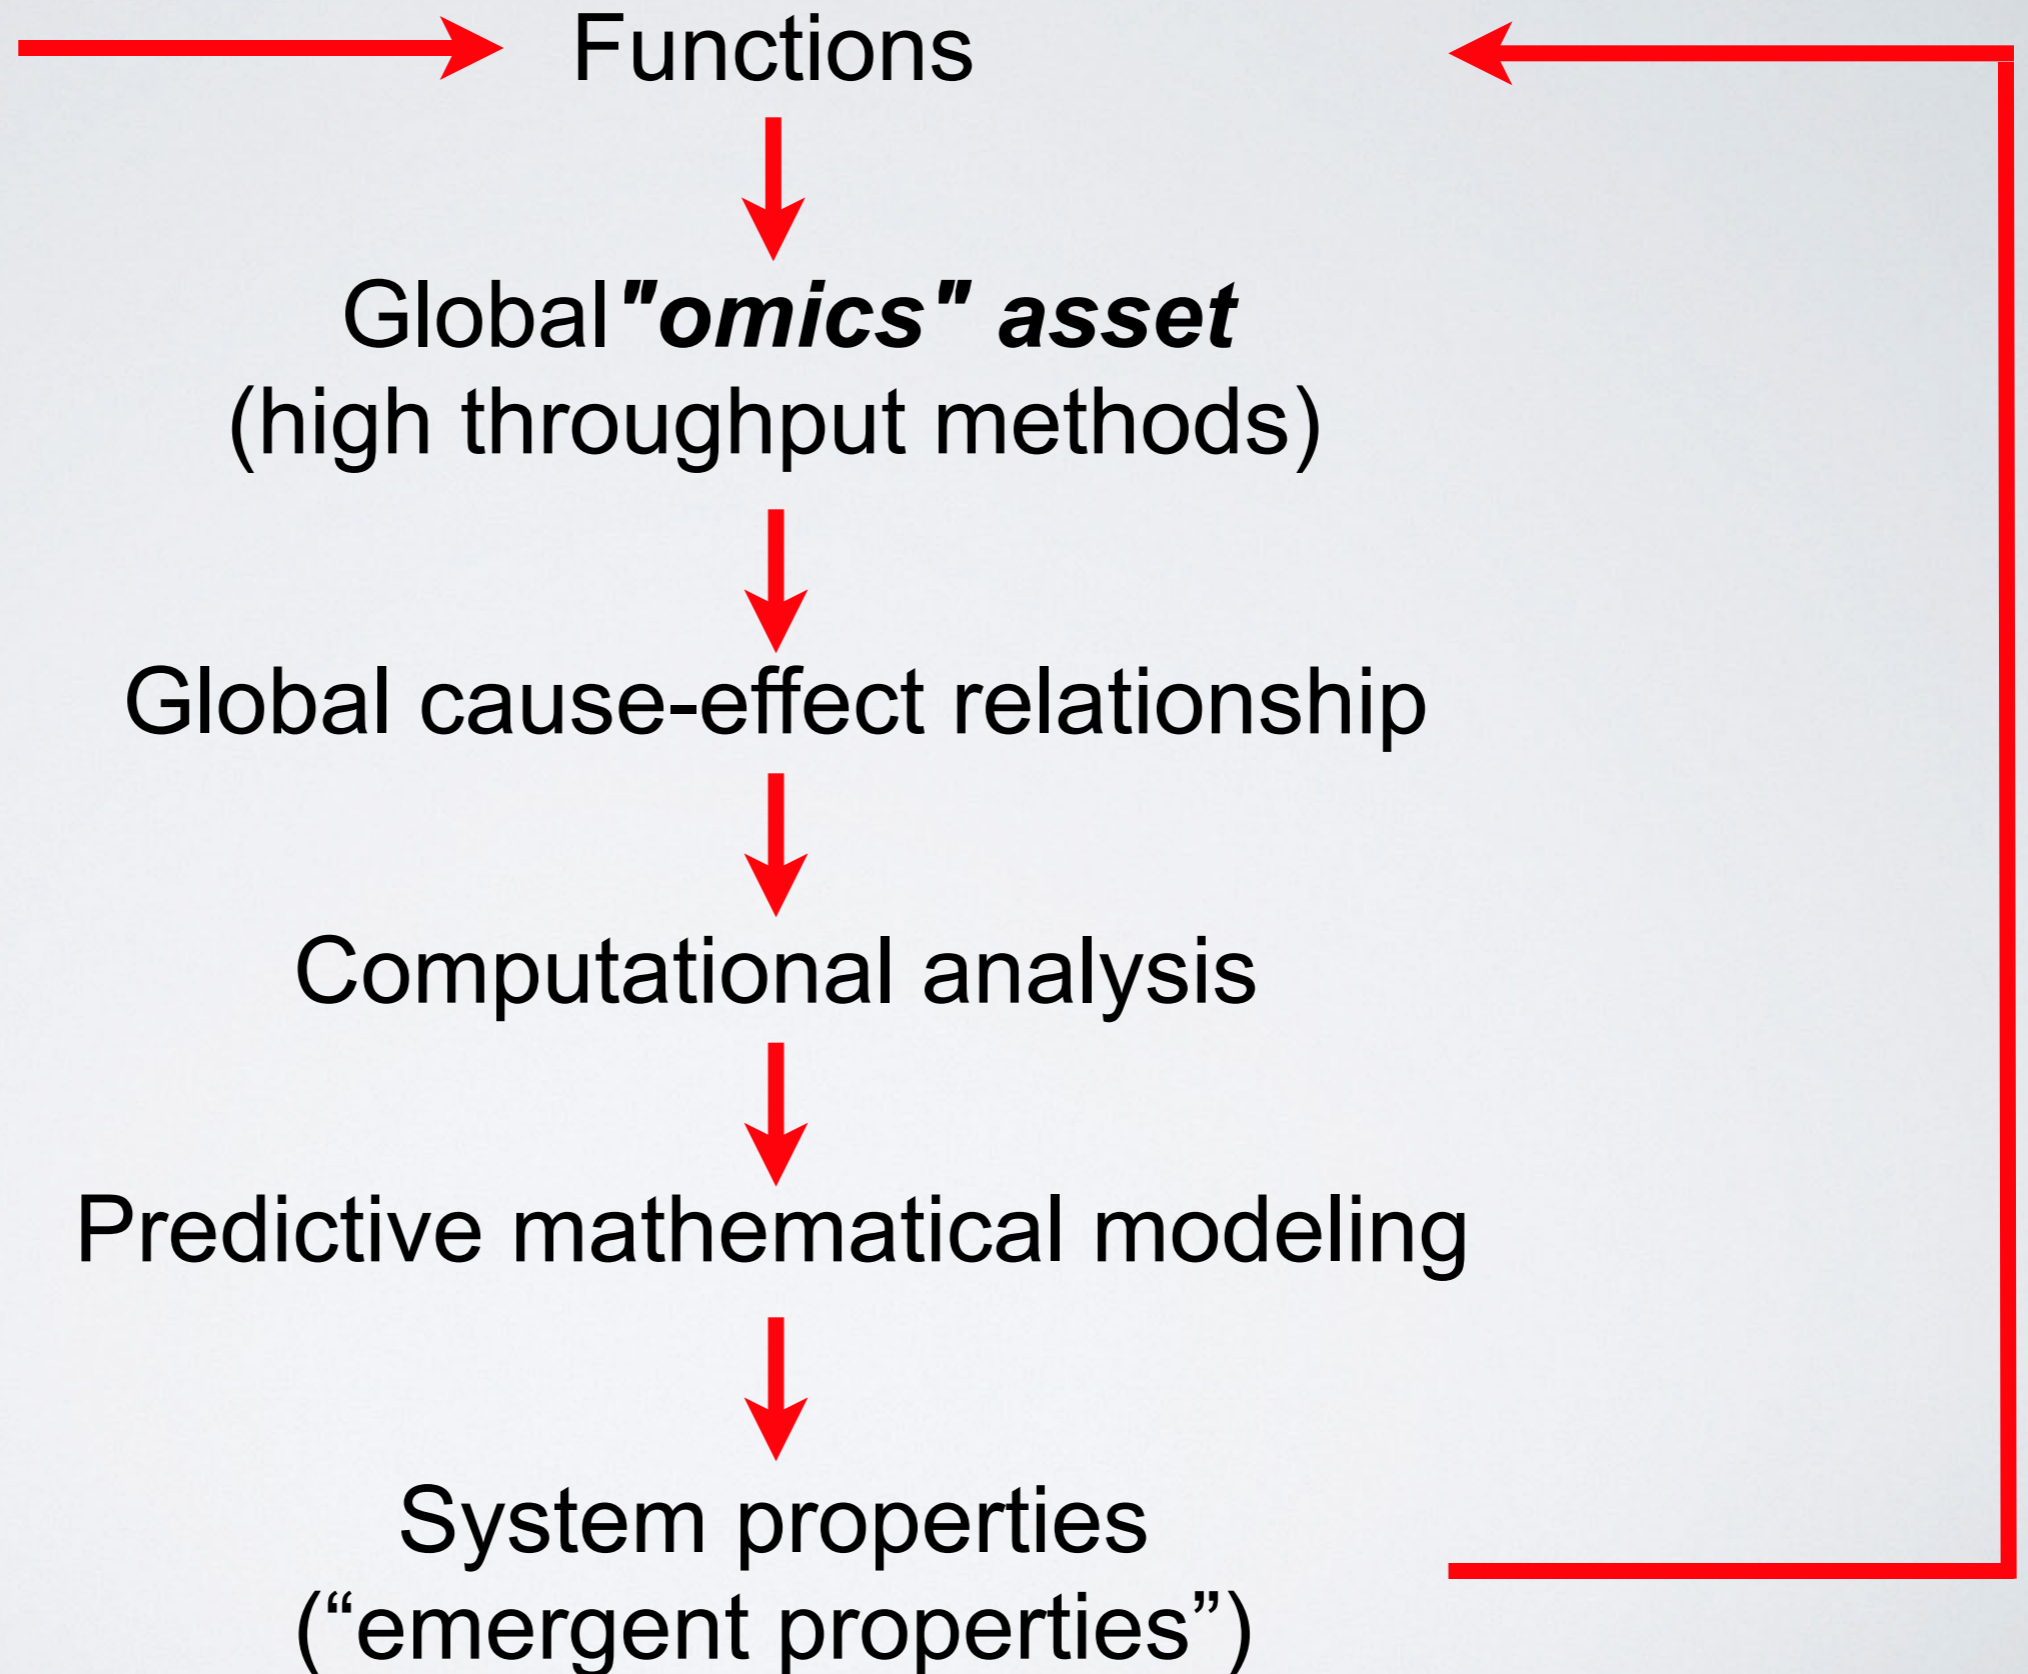 Functions
Global"omics" asset
(high throughput methods)
Global cause-effect relationship
Computational analysis
Predictive mathematical modeling
System properties
(“emergent properties”)